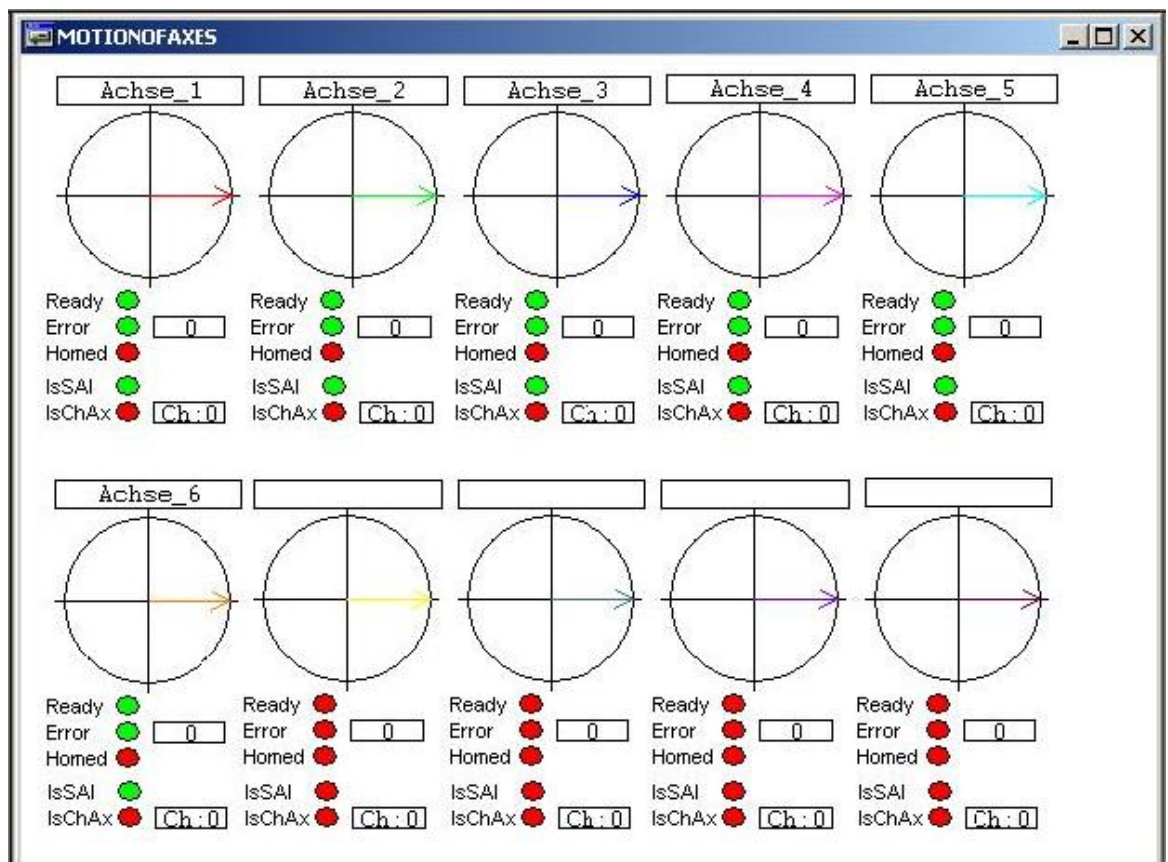 MOTIONOFAXES
Achse_1 Achse_2 Achse_3 Achse_4 Achse_5
Ready Ready Ready Ready Ready
Error 0 Error 0 Error 0 Error 0 Error 0
Homed Homed Homed Homed Homed
IsSAI IsSAI IsSAI IsSAI IsSAI
IsChAx Ch:0 IsChAx Ch:0 IsChAx Ch:0 IsChAx Ch:0 IsChAx Ch:0
Achse_6
Ready Ready Ready Ready Ready
Error 0 Error 0 Error 0 Error 0 Error 0
Homed Homed Homed Homed Homed
IsSAI IsSAI IsSAI IsSAI IsSAI
IsChAx Ch:0 IsChAx Ch:0 IsChAx Ch:0 IsChAx Ch:0 IsChAx Ch:0